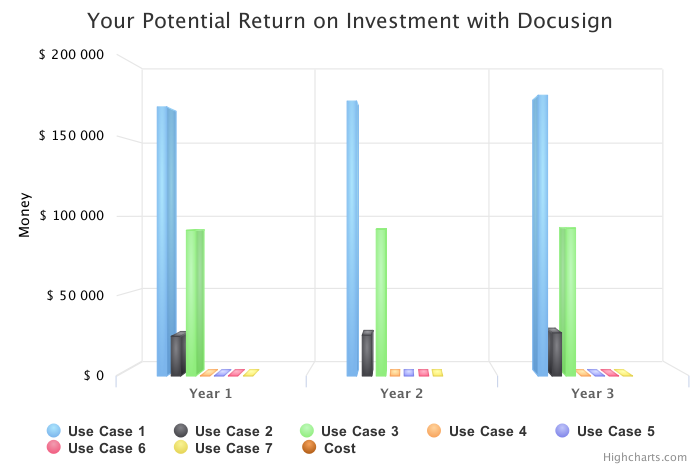 Your Potential Return on Investment with Docusign
$ 200 000
$ 150 000
$ 100 000
$ 50 000
$ 0
Money
Year 1 Year 2 Year 3
Use Case 1 Use Case 2 Use Case 3 Use Case 4 Use Case 5
Use Case 6 Use Case 7 Cost
Highcharts.com